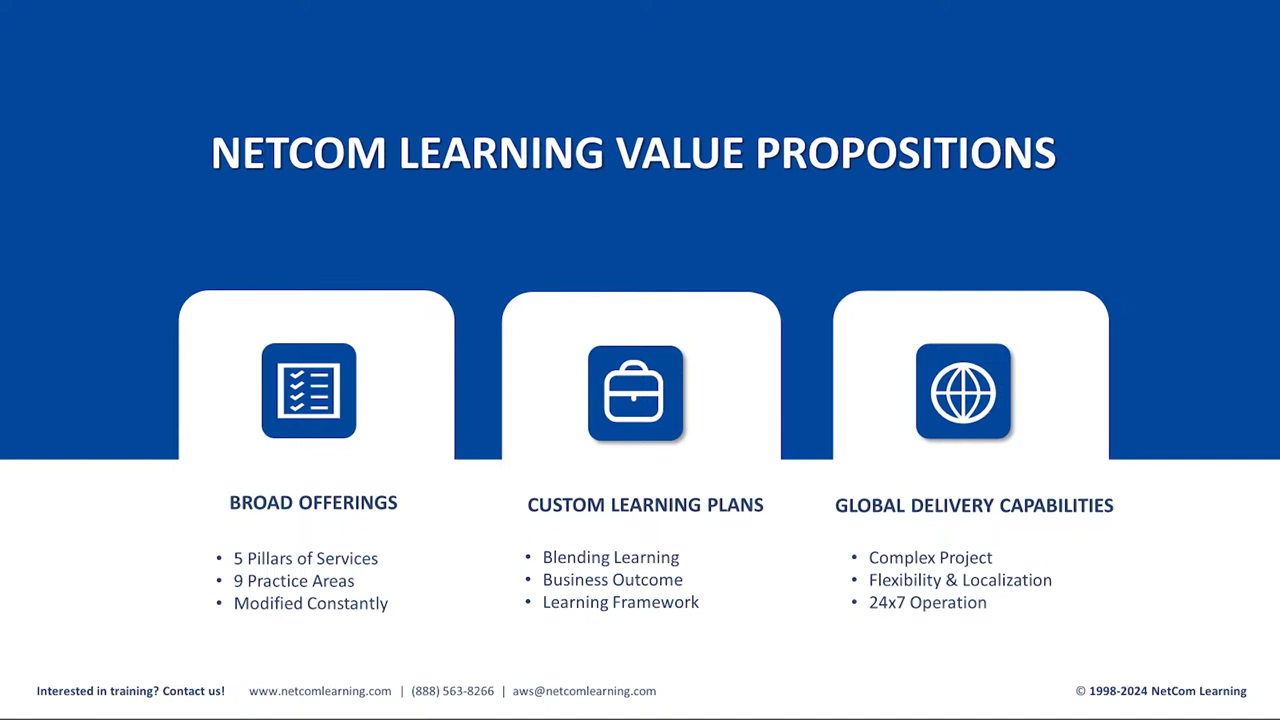 NETCOM LEARNING VALUE PROPOSITIONS
BROAD OFFERINGS
• 5 Pillars of Services
• 9 Practice Areas
• Modified Constantly
CUSTOM LEARNING PLANS
• Blending Learning
• Business Outcome
• Learning Framework
GLOBAL DELIVERY CAPABILITIES
• Complex Project
• Flexibility & Localization
• 24x7 Operation
Interested in training? Contact us! www.netcomlearning.com | (888) 563-8266 | aws@netcomlearning.com
© 1998-2024 NetCom Learning